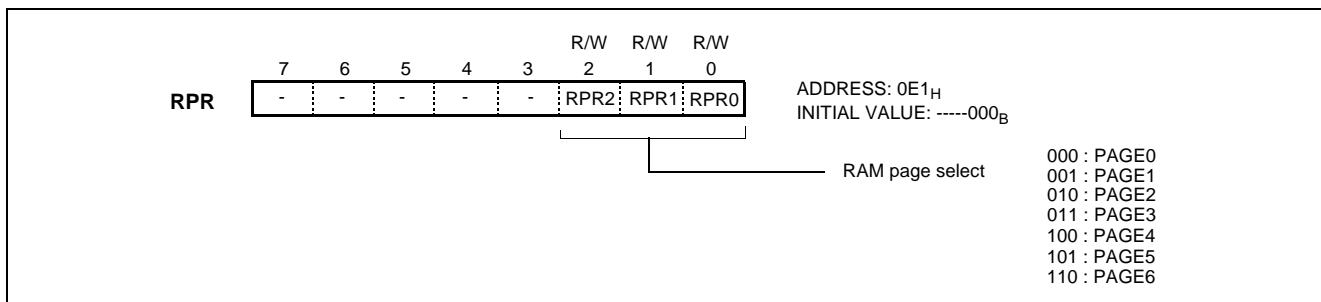 R/W R/W R/W
7 6 5 4 3 2 1 0
RPR - - - - - RPR2 RPR1 RPR0
ADDRESS: 0E1H
INITIAL VALUE: -----000B
RAM page select
000 : PAGE0
001 : PAGE1
010 : PAGE2
011 : PAGE3
100 : PAGE4
101 : PAGE5
110 : PAGE6